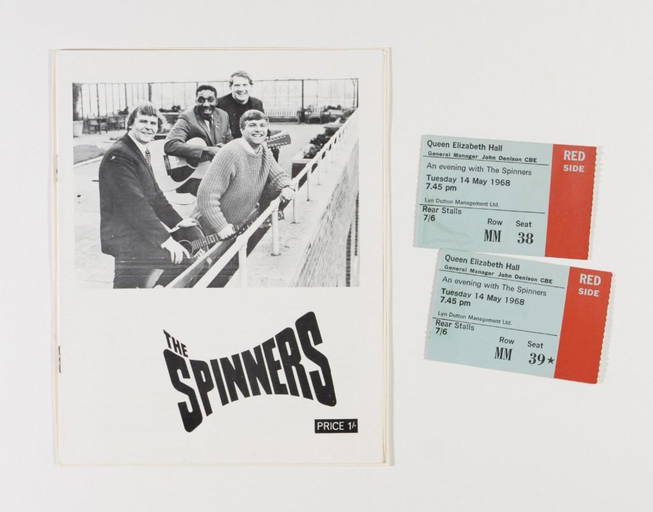 THE
SPINNERS
PRICE 1/-
Queen Elizabeth Hall
General Manager John Denison CBE
An evening with The Spinners
Tuesday 14 May 1968
7.45 pm
Lyn Dutton Management Ltd.
Rear Stalls
7/6
Row Seat
MM 38
RED
SIDE
Queen Elizabeth Hall
General Manager John Denison CBE
An evening with The Spinners
Tuesday 14 May 1968
7.45 pm
Lyn Dutton Management Ltd.
Rear Stalls
7/6
Row Seat
MM 39★
RED
SIDE